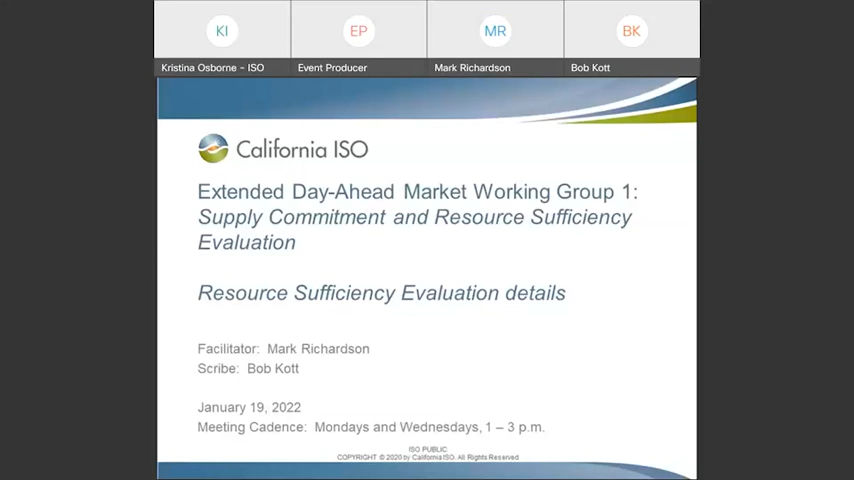 KI
EP
MR
BK
Kristina Osborne - ISO
Event Producer
Mark Richardson
Bob Kott
California ISO
Extended Day-Ahead Market Working Group 1:
Supply Commitment and Resource Sufficiency
Evaluation
Resource Sufficiency Evaluation details
Facilitator: Mark Richardson
Scribe: Bob Kott
January 19, 2022
Meeting Cadence: Mondays and Wednesdays, 1 – 3 p.m.
ISO PUBLIC
COPYRIGHT © 2020 by California ISO. All Rights Reserved